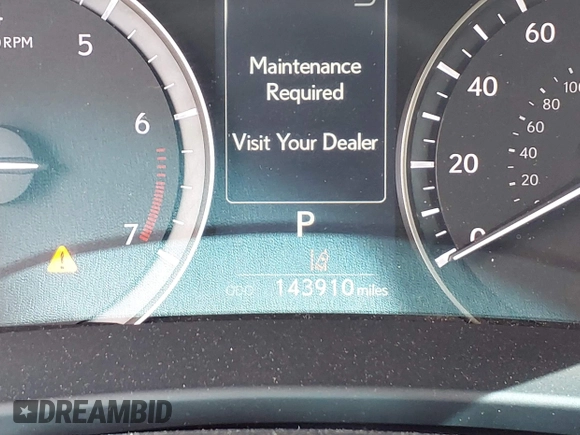 RPM
5
6
7
Maintenance
Required
Visit Your Dealer
P
ODO 143910 miles
60
40
20
0
80
60
40
20
DREAMBID